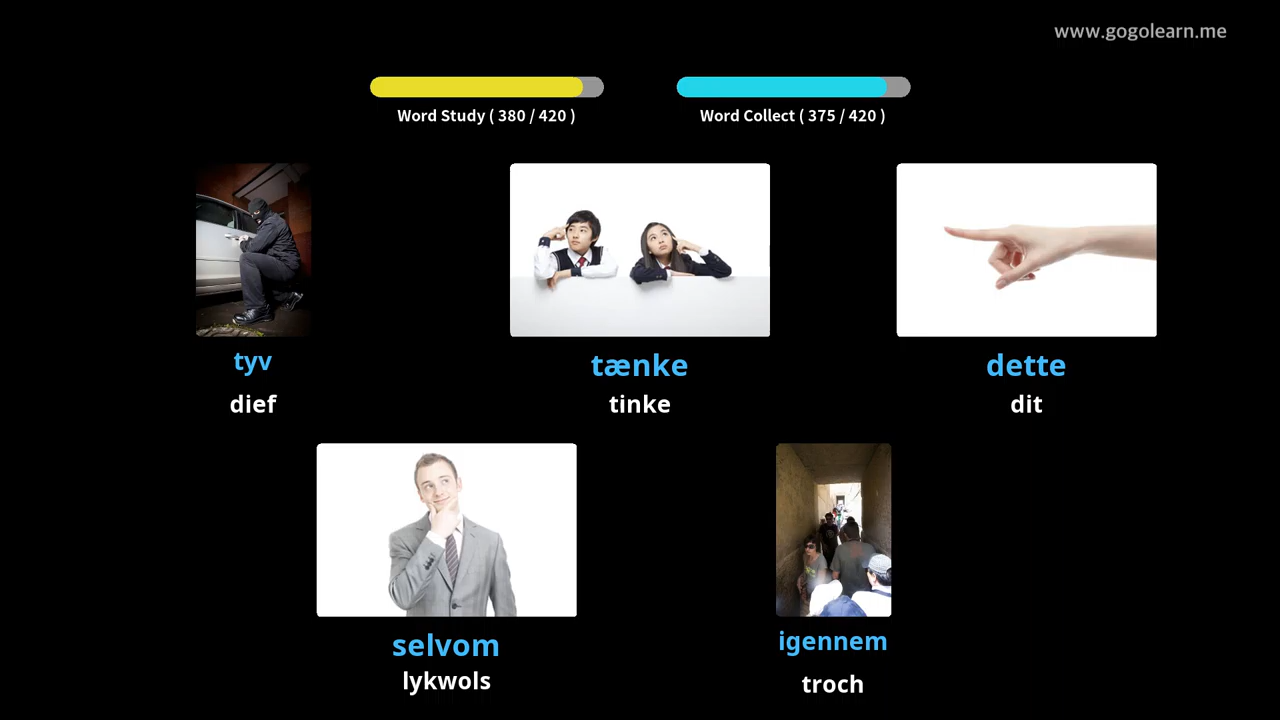 www.gogolearn.me
Word Study ( 380 / 420 )
Word Collect ( 375 / 420 )
tyv
tænke
dette
dief
tinke
dit
selvom
igennem
lykwols
troch